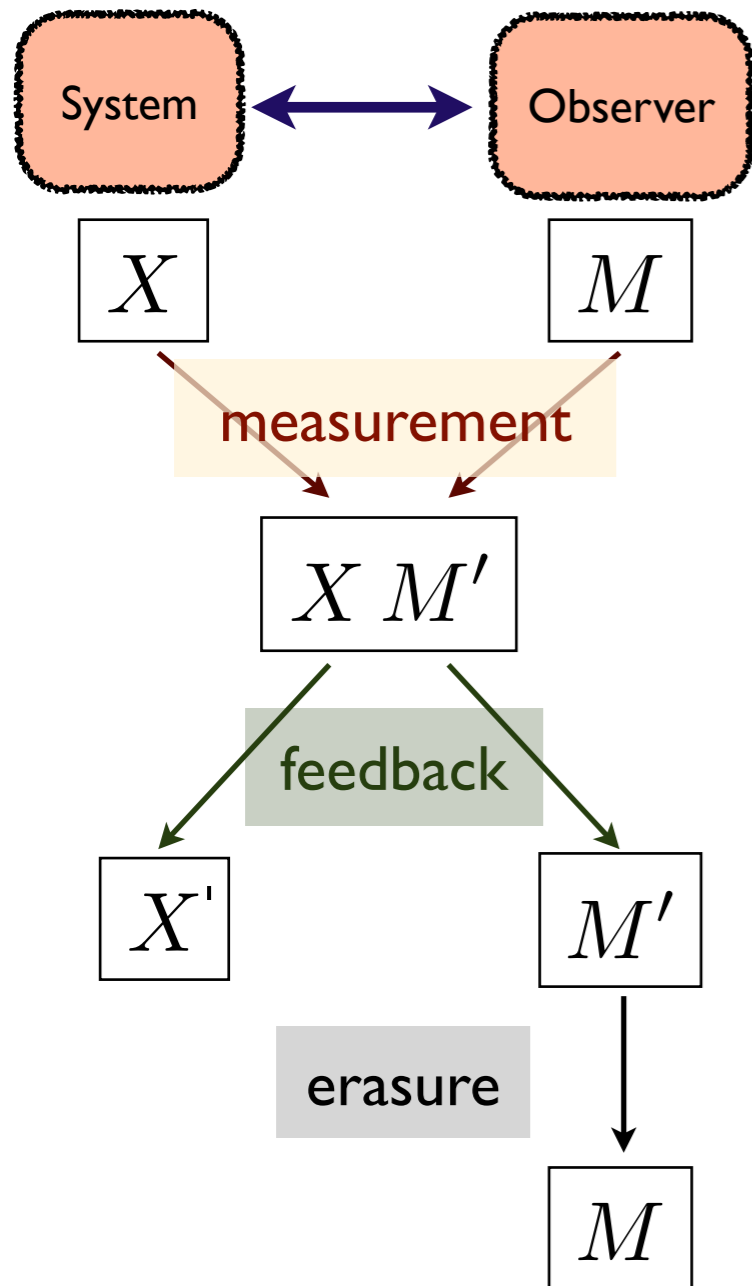 System Observer
X M
measurement
X M′
feedback
X' M′
erasure
M